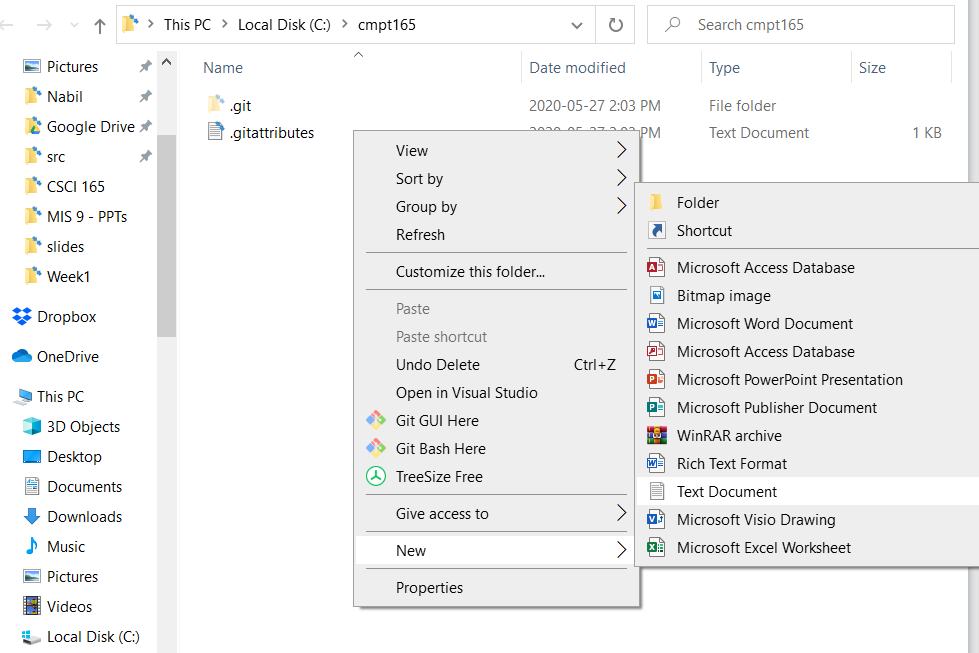 This PC > Local Disk (C:) > cmpt165
Search cmpt165
Pictures
Nabil
Google Drive
src
CSCI 165
MIS 9 - PPTs
slides
Week1
Dropbox
OneDrive
This PC
3D Objects
Desktop
Documents
Downloads
Music
Pictures
Videos
Local Disk (C:)
Name Date modified Type Size
.git 2020-05-27 2:03 PM File folder
.gitattributes 2020-05-27 2:03 PM Text Document 1 KB
View
Sort by
Group by
Refresh
Customize this folder...
Paste
Paste shortcut
Undo Delete Ctrl+Z
Open in Visual Studio
Git GUI Here
Git Bash Here
TreeSize Free
Give access to
New
Properties
Folder
Shortcut
Microsoft Access Database
Bitmap image
Microsoft Word Document
Microsoft Access Database
Microsoft PowerPoint Presentation
Microsoft Publisher Document
WinRAR archive
Rich Text Format
Text Document
Microsoft Visio Drawing
Microsoft Excel Worksheet